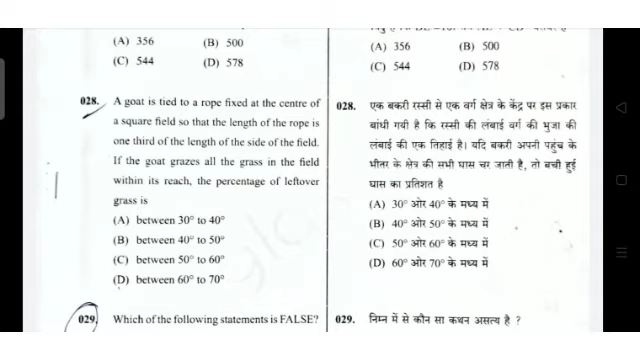 (A) 356 (B) 500
(C) 544 (D) 578
028. A goat is tied to a rope fixed at the centre of
a square field so that the length of the rope is
one third of the length of the side of the field.
If the goat grazes all the grass in the field
within its reach, the percentage of leftover
grass is
(A) between 30° to 40°
(B) between 40° to 50°
(C) between 50° to 60°
(D) between 60° to 70°
029. Which of the following statements is FALSE?
(A) 356 (B) 500
(C) 544 (D) 578
028. एक बकरी रस्सी से एक वर्ग क्षेत्र के केंद्र पर इस प्रकार
बांधी गयी है कि रस्सी की लंबाई वर्ग की भुजा की
लंबाई की एक तिहाई है। यदि बकरी अपनी पहुंच के
भीतर के क्षेत्र की सभी घास चर जाती है, तो बची हुई
घास का प्रतिशत है
(A) 30° ओर 40° के मध्य में
(B) 40° ओर 50° के मध्य में
(C) 50° ओर 60° के मध्य में
(D) 60° ओर 70° के मध्य में
029. निम्न में से कौन सा कथन असत्य है ?